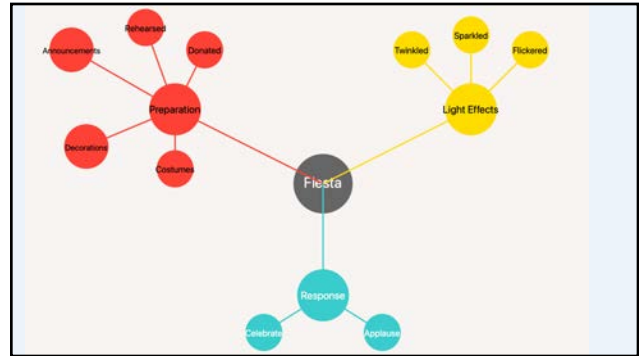 Rehearsed
Announcements
Donated
Preparation
Decorations
Costumes
Sparkled
Twinkled
Flickered
Light Effects
Fiesta
Response
Celebrate
Applause